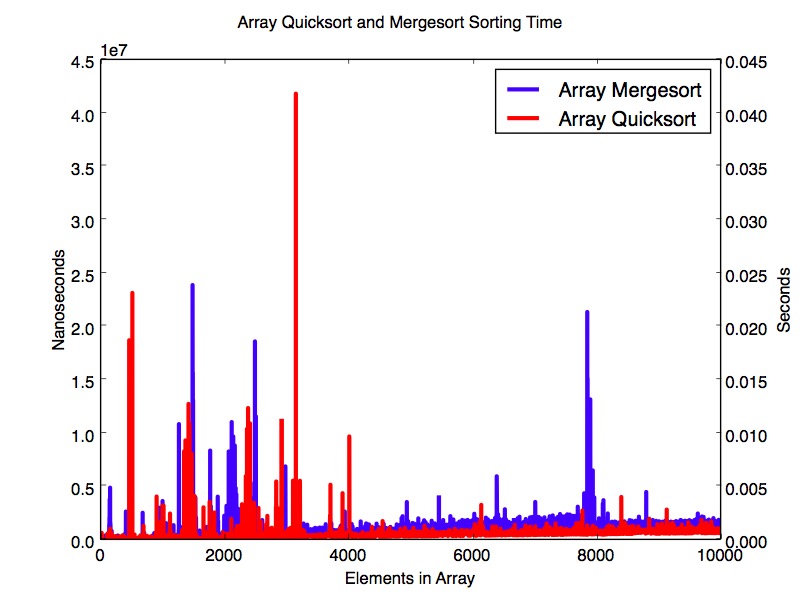 Array Quicksort and Mergesort Sorting Time
1e7
4.5
4.0
3.5
3.0
2.5
2.0
1.5
1.0
0.5
0.0
Nanoseconds
Array Mergesort
Array Quicksort
0.045
0.040
0.035
0.030
0.025
0.020
0.015
0.010
0.005
0.000
Seconds
0 2000 4000 6000 8000 10000
Elements in Array